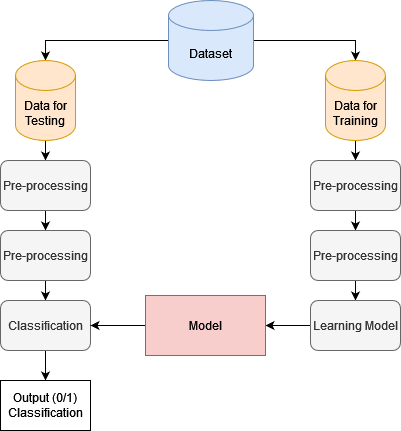 Dataset
Data for
Testing
Data for
Training
Pre-processing
Pre-processing
Pre-processing
Pre-processing
Classification
Model
Learning Model
Output (0/1)
Classification